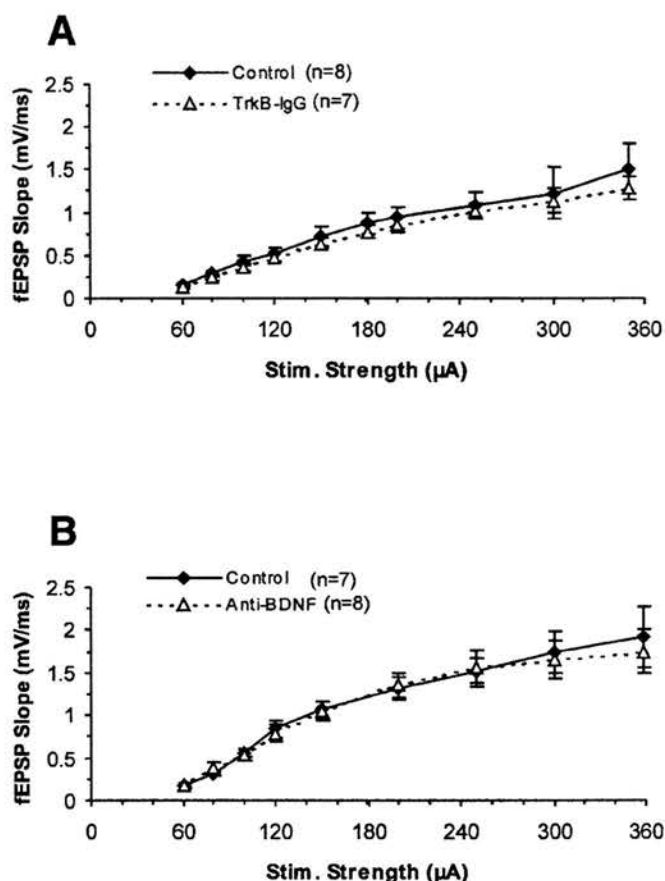 A
Control (n=8)
TrkB-IgG (n=7)
fEPSP Slope (mV/ms)
2.5
2
1.5
1
0.5
0
0 60 120 180 240 300 360
Stim. Strength (µA)
B
Control (n=7)
Anti-BDNF (n=8)
fEPSP Slope (mV/ms)
2.5
2
1.5
1
0.5
0
0 60 120 180 240 300 360
Stim. Strength (µA)